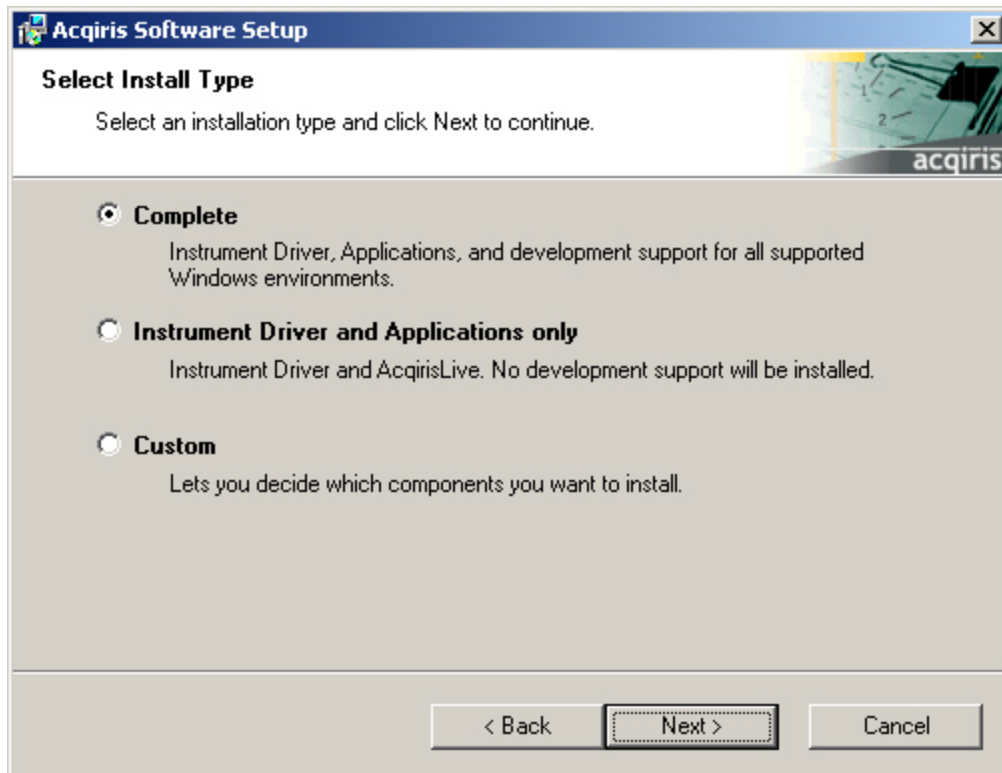 Acqiris Software Setup
Select Install Type
Select an installation type and click Next to continue.
1
2
acqiris
Complete
Instrument Driver, Applications, and development support for all supported
Windows environments.
Instrument Driver and Applications only
Instrument Driver and AcqirisLive. No development support will be installed.
Custom
Lets you decide which components you want to install.
< Back
Next >
Cancel